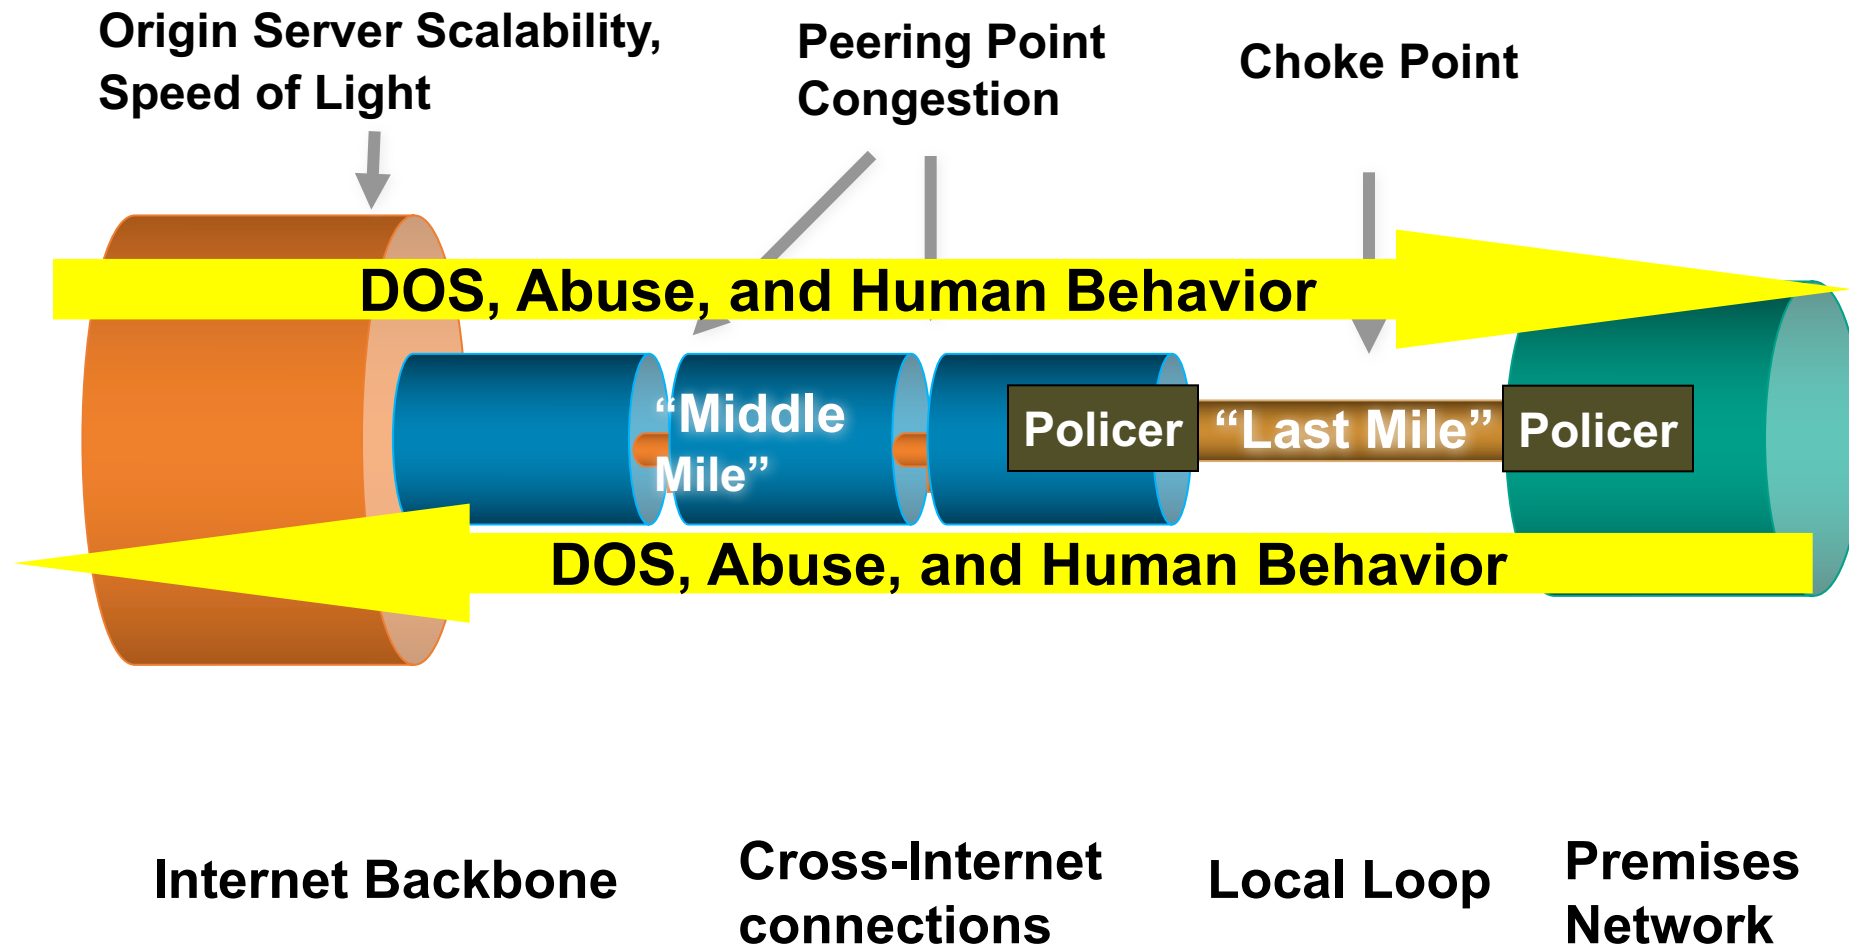 Origin Server Scalability,
Speed of Light
Peering Point
Congestion
Choke Point
DOS, Abuse, and Human Behavior
“Middle
Mile”
Policer
“Last Mile”
Policer
DOS, Abuse, and Human Behavior
Internet Backbone
Cross-Internet
connections
Local Loop
Premises
Network